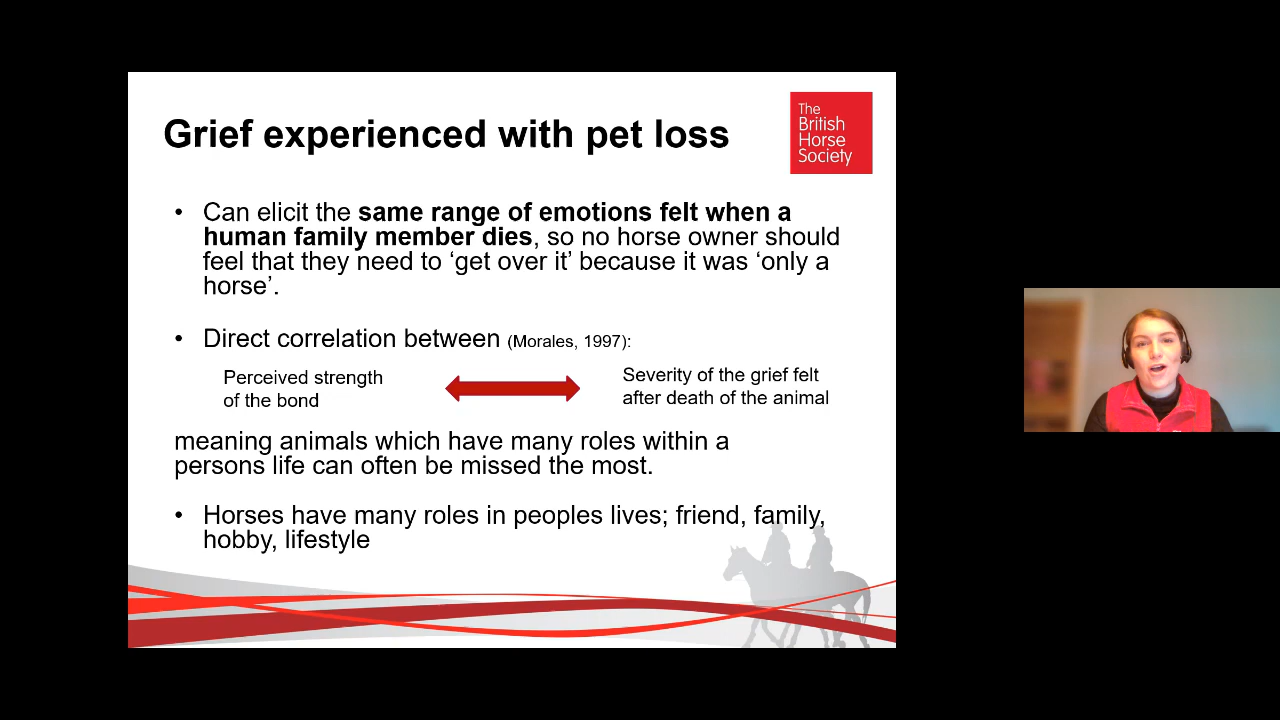 Grief experienced with pet loss
The
British
Horse
Society
• Can elicit the same range of emotions felt when a
human family member dies, so no horse owner should
feel that they need to ‘get over it’ because it was ‘only a
horse’.
• Direct correlation between (Morales, 1997):
Perceived strength
of the bond
Severity of the grief felt
after death of the animal
meaning animals which have many roles within a
persons life can often be missed the most.
• Horses have many roles in peoples lives; friend, family,
hobby, lifestyle